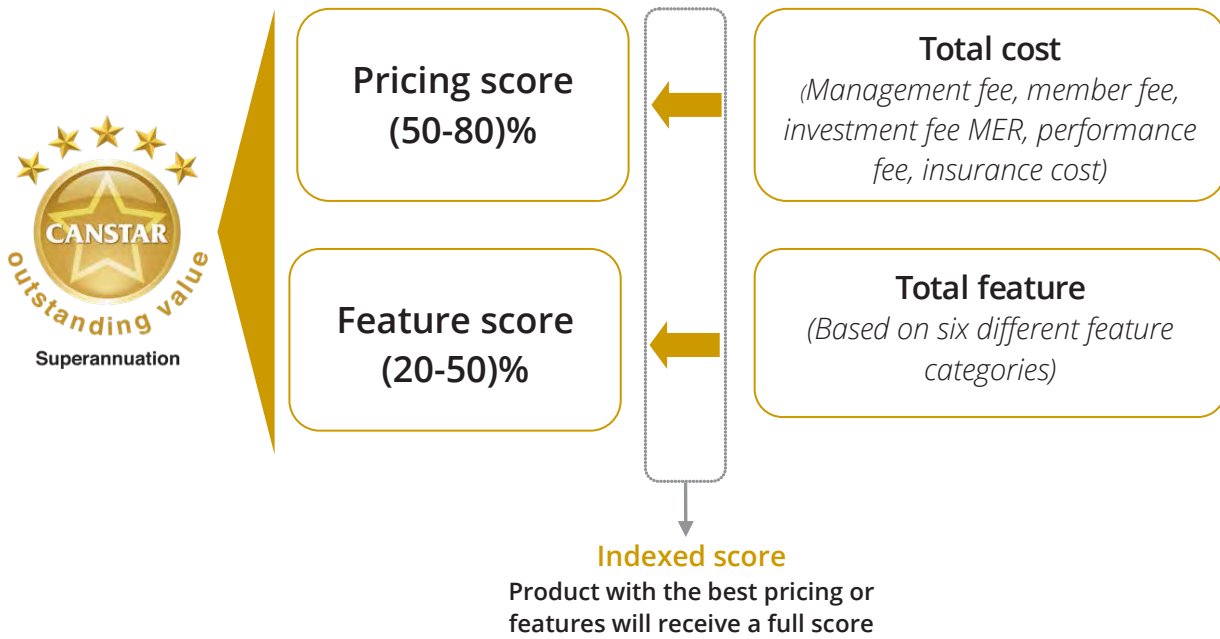 CANSTAR
outstanding value
Superannuation
Pricing score
(50-80)%
Total cost
(Management fee, member fee,
investment fee MER, performance
fee, insurance cost)
Feature score
(20-50)%
Total feature
(Based on six different feature
categories)
Indexed score
Product with the best pricing or
features will receive a full score